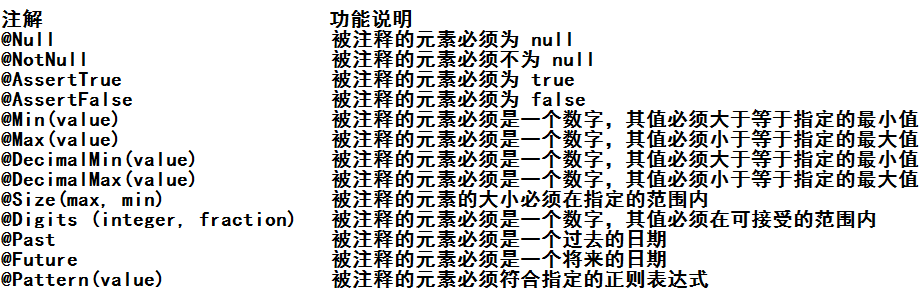 注解 功能说明
@Null 被注释的元素必须为 null
@NotNull 被注释的元素必须不为 null
@AssertTrue 被注释的元素必须为 true
@AssertFalse 被注释的元素必须为 false
@Min(value) 被注释的元素必须是一个数字，其值必须大于等于指定的最小值
@Max(value) 被注释的元素必须是一个数字，其值必须小于等于指定的最大值
@DecimalMin(value) 被注释的元素必须是一个数字，其值必须大于等于指定的最小值
@DecimalMax(value) 被注释的元素必须是一个数字，其值必须小于等于指定的最大值
@Size(max, min) 被注释的元素的大小必须在指定的范围内
@Digits (integer, fraction) 被注释的元素必须是一个数字，其值必须在可接受的范围内
@Past 被注释的元素必须是一个过去的日期
@Future 被注释的元素必须是一个将来的日期
@Pattern(value) 被注释的元素必须符合指定的正则表达式